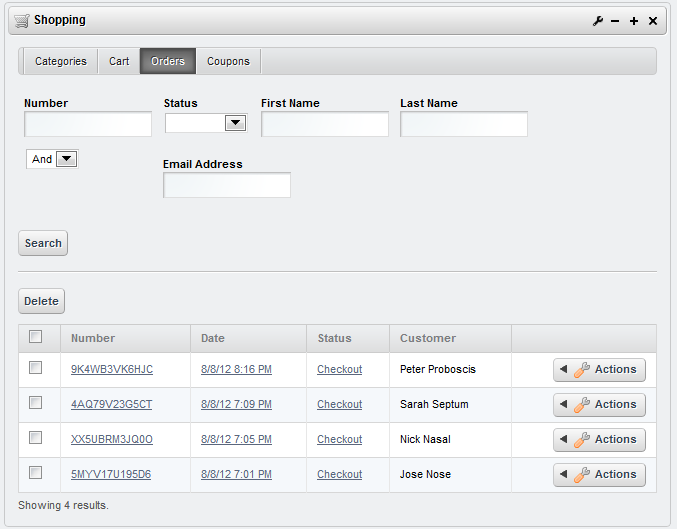 Shopping
Categories Cart Orders Coupons
Number Status First Name Last Name
And
Email Address
Search
Delete
Number Date Status Customer
9K4WB3VK6HJC 8/8/12 8:16 PM Checkout Peter Proboscis Actions
4AQ79V23G5CT 8/8/12 7:09 PM Checkout Sarah Septum Actions
XX5UBRM3JQ0O 8/8/12 7:05 PM Checkout Nick Nasal Actions
5MYV17U195D6 8/8/12 7:01 PM Checkout Jose Nose Actions
Showing 4 results.